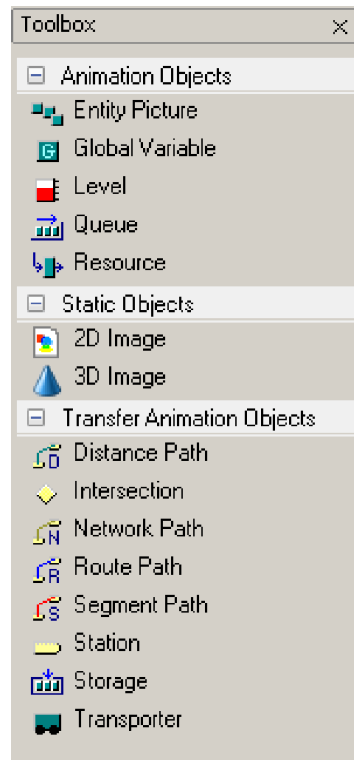 Toolbox
Animation Objects
Entity Picture
G Global Variable
Level
Queue
Resource
Static Objects
2D Image
3D Image
Transfer Animation Objects
D Distance Path
Intersection
N Network Path
R Route Path
S Segment Path
Station
Storage
Transporter